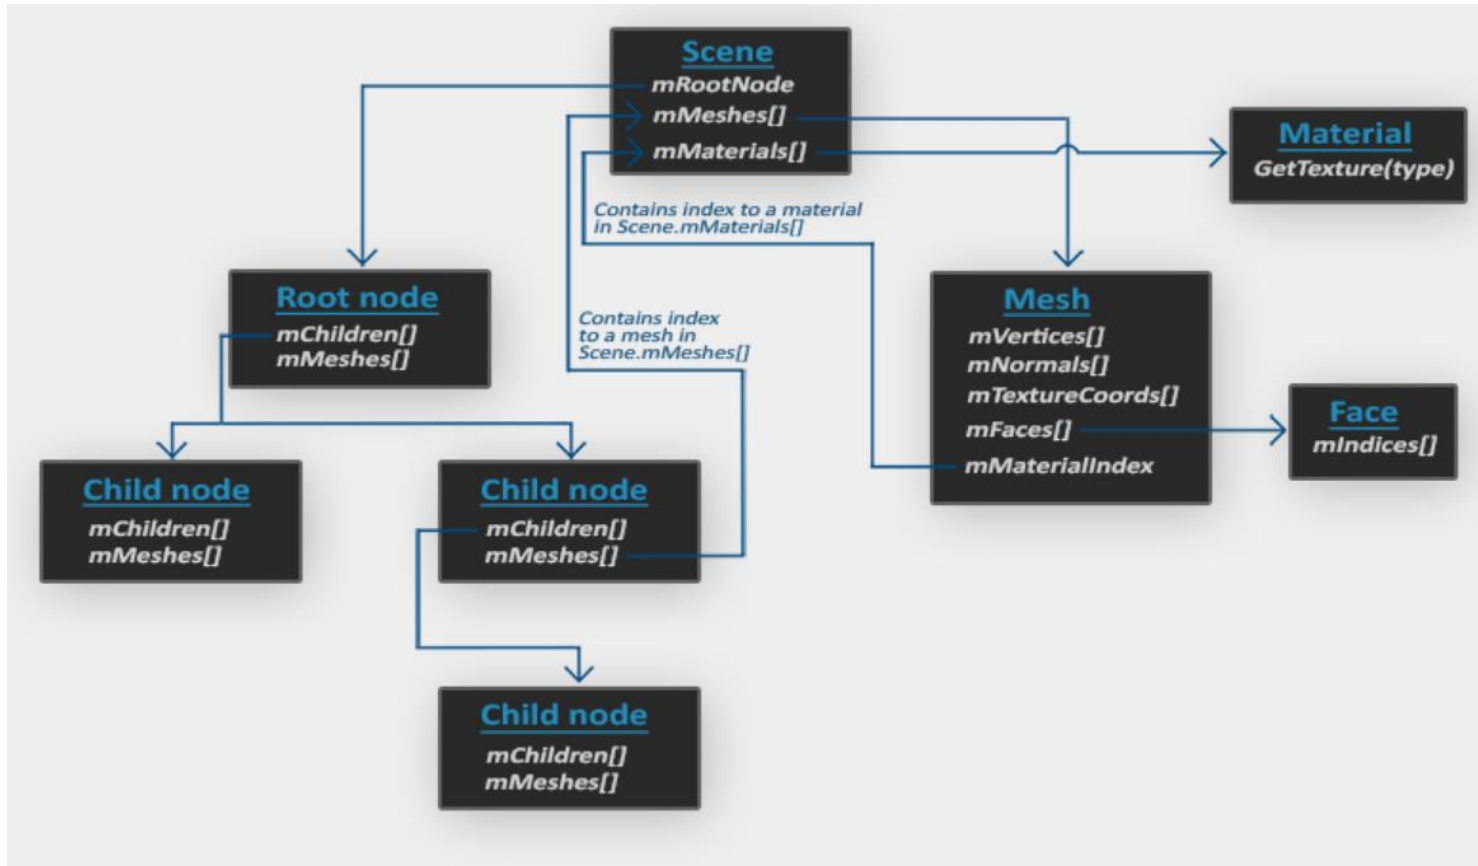 Scene
mRootNode
mMeshes[]
mMaterials[]
Material
GetTexture(type)
Contains index to a material
in Scene.mMaterials[]
Root node
mChildren[]
mMeshes[]
Contains index
to a mesh in
Scene.mMeshes[]
Mesh
mVertices[]
mNormals[]
mTextureCoords[]
mFaces[]
mMaterialIndex
Face
mIndices[]
Child node
mChildren[]
mMeshes[]
Child node
mChildren[]
mMeshes[]
Child node
mChildren[]
mMeshes[]